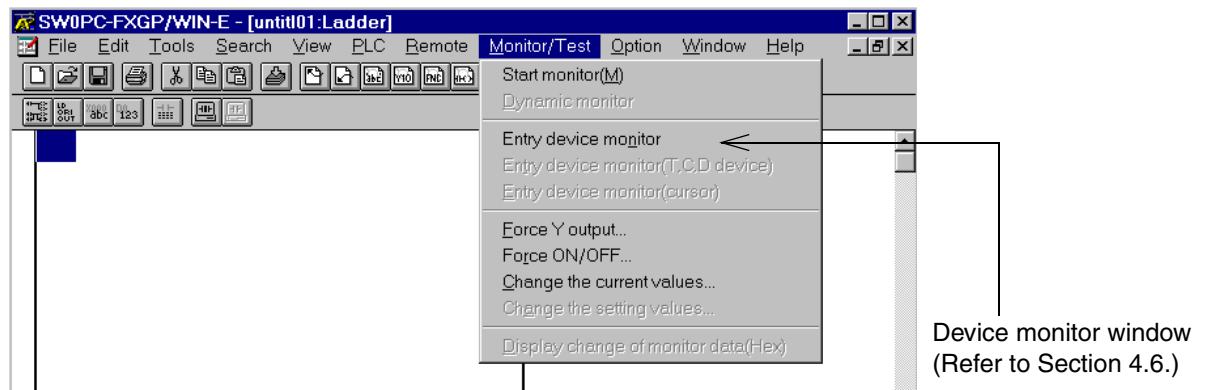 SW0PC-FXGP/WIN-E - [untitl01:Ladder]
File Edit Tools Search View PLC Remote Monitor/Test Option Window Help
Start monitor(M)
Dynamic monitor
Entry device monitor
Entry device monitor(T,C,D device)
Entry device monitor(cursor)
Force Y output...
Force ON/OFF...
Change the current values...
Change the setting values...
Display change of monitor data(Hex)
Device monitor window
(Refer to Section 4.6.)